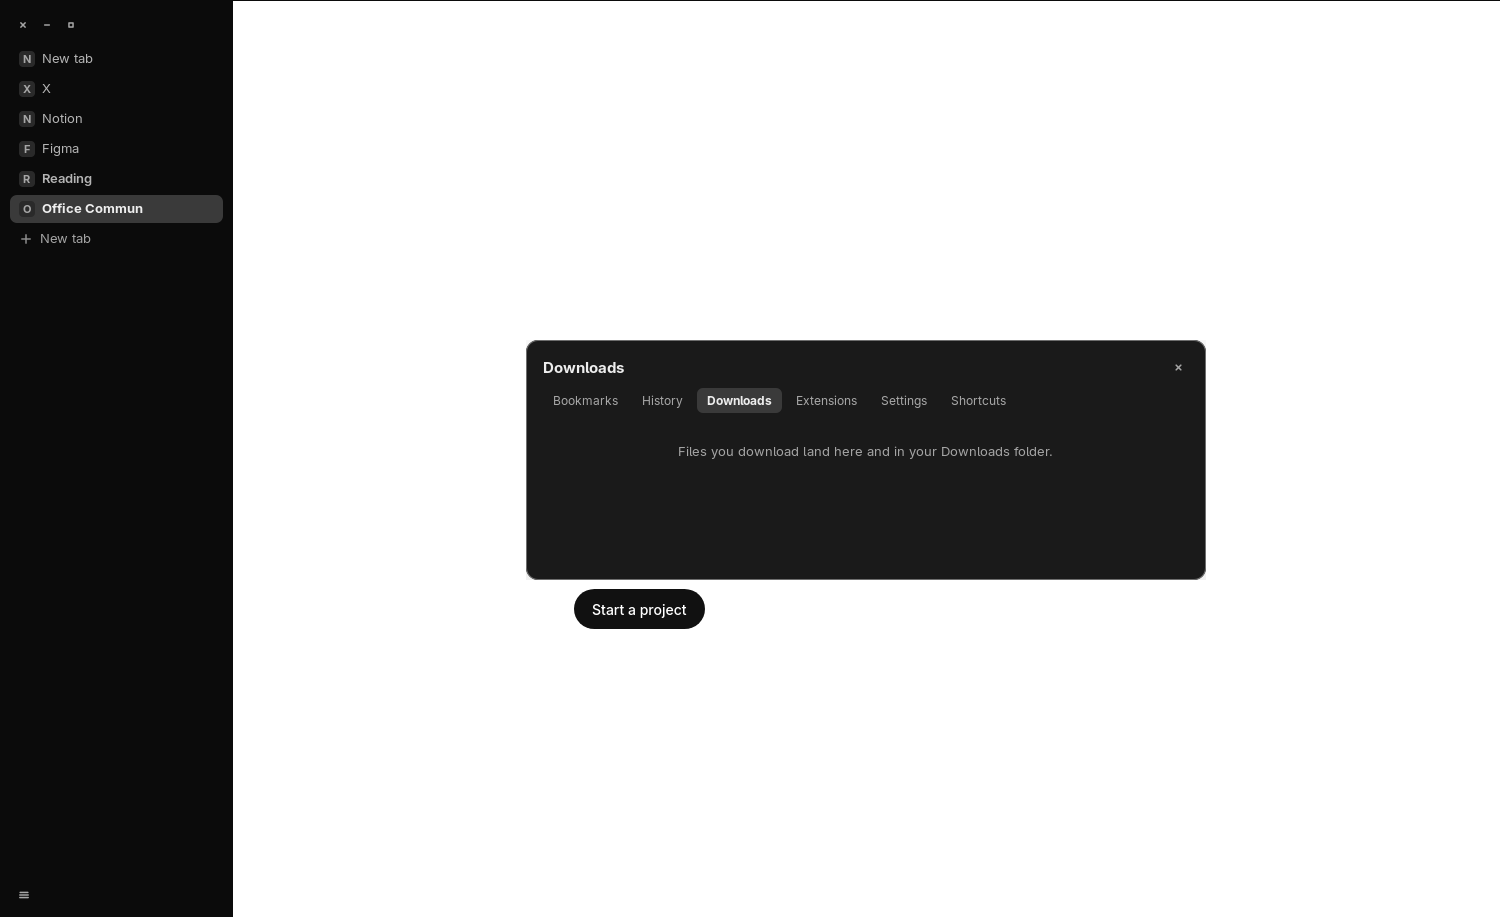 N New tab
X X
N Notion
F Figma
R Reading
O Office Commun
New tab
Downloads
Bookmarks History Downloads Extensions Settings Shortcuts
Files you download land here and in your Downloads folder.
Start a project